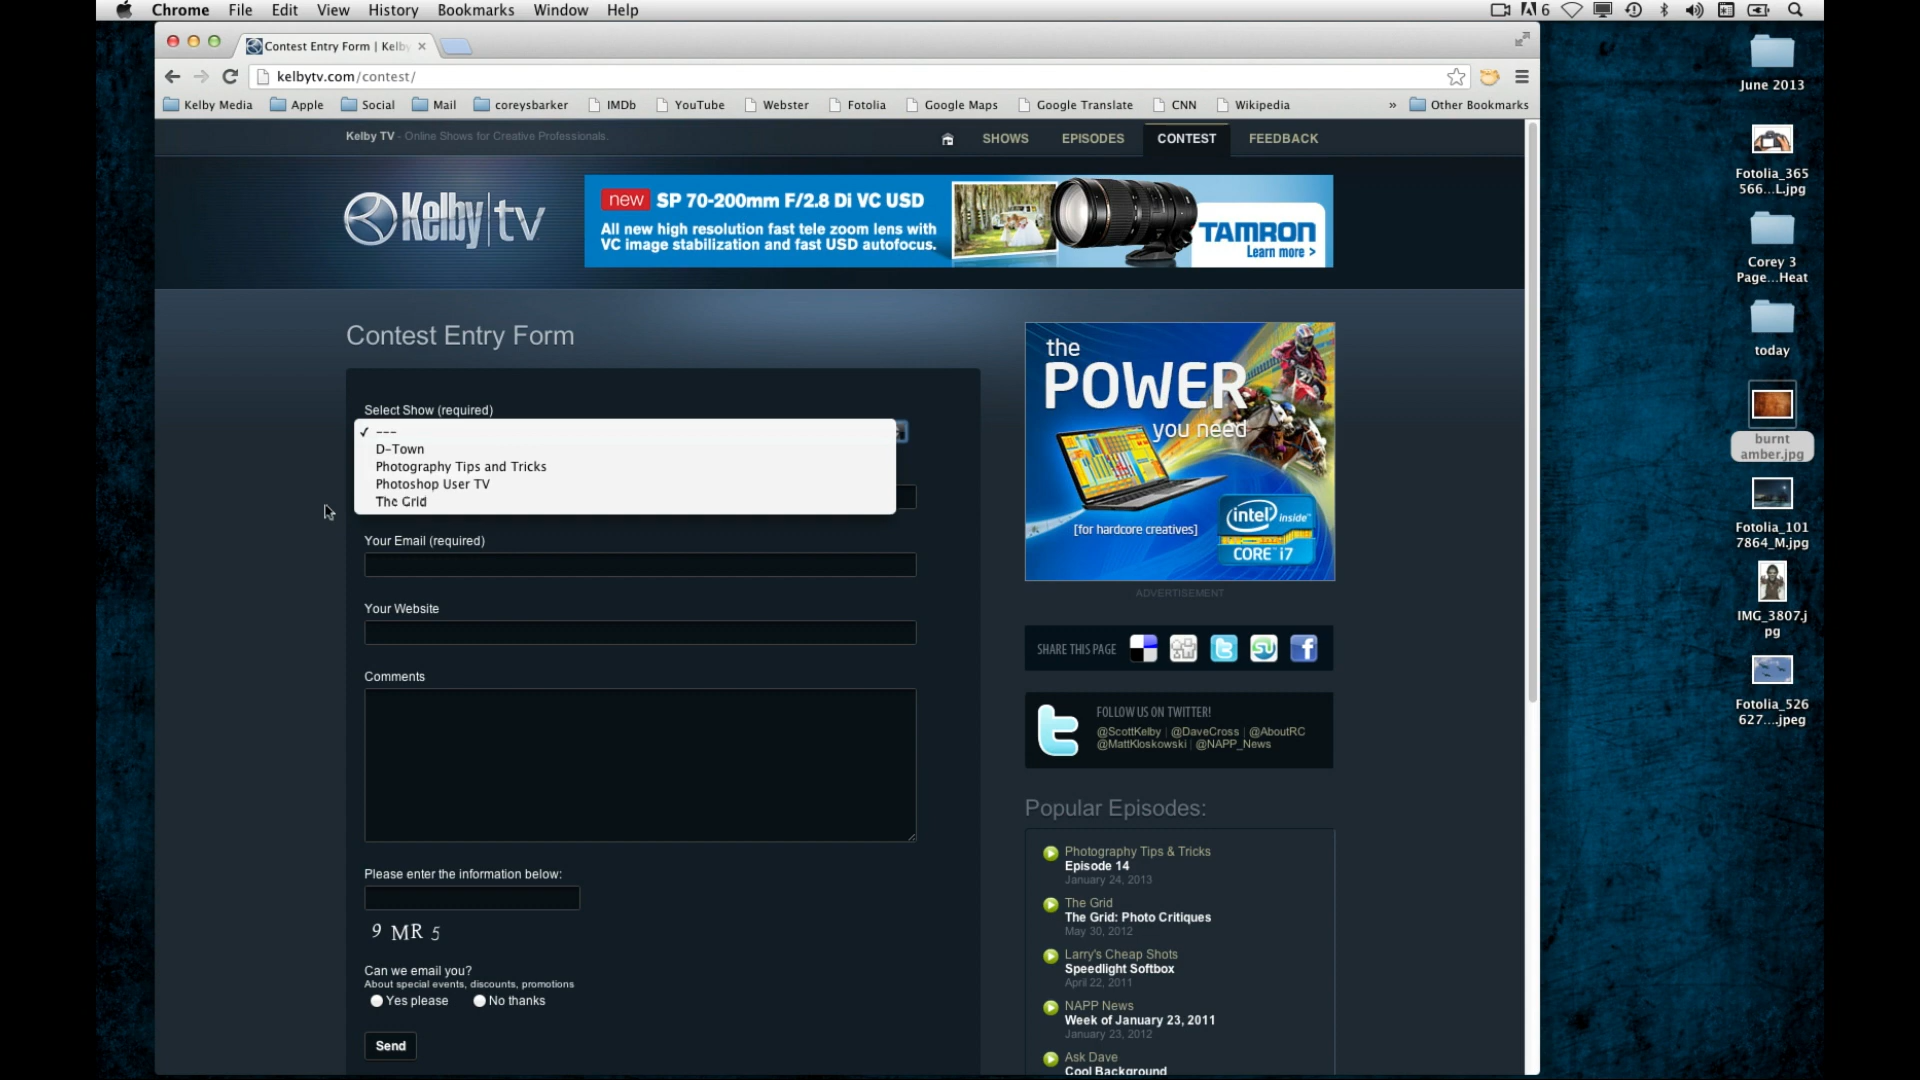 Chrome File Edit View History Bookmarks Window Help 6
Contest Entry Form | Kelby
kelbytv.com/contest/
Kelby Media Apple Social Mail coreysbarker IMDb YouTube Webster Fotolia Google Maps Google Translate CNN Wikipedia » Other Bookmarks
Kelby TV - Online Shows for Creative Professionals.
SHOWS EPISODES CONTEST FEEDBACK
Kelby|tv
new SP 70-200mm F/2.8 Di VC USD
All new high resolution fast tele zoom lens with
VC image stabilization and fast USD autofocus.
TAMRON
Learn more >
Contest Entry Form
Select Show (required)
✓ ---
D-Town
Photography Tips and Tricks
Photoshop User TV
The Grid
Your Email (required)
Your Website
Comments
Please enter the information below:
9 MR 5
Can we email you?
About special events, discounts, promotions
Yes please No thanks
Send
the
POWER
you need
[for hardcore creatives]
intel inside
CORE i7
ADVERTISEMENT
SHARE THIS PAGE
FOLLOW US ON TWITTER!
@ScottKelby | @DaveCross | @AboutRC
@MattKloskowski | @NAPP_News
Popular Episodes:
Photography Tips & Tricks
Episode 14
January 24, 2013
The Grid
The Grid: Photo Critiques
May 30, 2012
Larry's Cheap Shots
Speedlight Softbox
April 22, 2011
NAPP News
Week of January 23, 2011
January 23, 2012
Ask Dave
Cool Background
June 2013
Fotolia_365
566...L.jpg
Corey 3
Page...Heat
today
burnt
amber.jpg
Fotolia_101
7864_M.jpg
IMG_3807.j
pg
Fotolia_526
627....jpeg